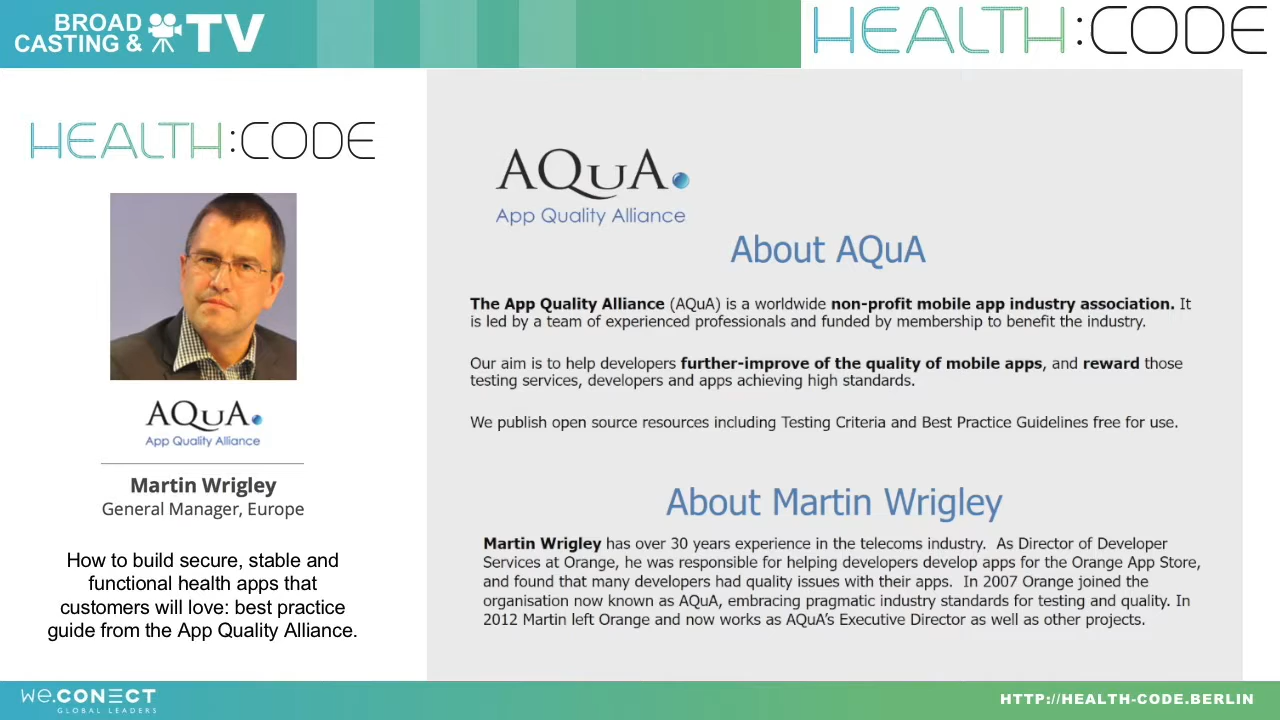 BROAD
CASTING & TV
HEALTH:CODE
HEALTH:CODE
AQuA
App Quality Alliance
Martin Wrigley
General Manager, Europe
How to build secure, stable and
functional health apps that
customers will love: best practice
guide from the App Quality Alliance.
AQuA
App Quality Alliance
About AQuA
The App Quality Alliance (AQuA) is a worldwide non-profit mobile app industry association. It
is led by a team of experienced professionals and funded by membership to benefit the industry.
Our aim is to help developers further-improve of the quality of mobile apps, and reward those
testing services, developers and apps achieving high standards.
We publish open source resources including Testing Criteria and Best Practice Guidelines free for use.
About Martin Wrigley
Martin Wrigley has over 30 years experience in the telecoms industry. As Director of Developer
Services at Orange, he was responsible for helping developers develop apps for the Orange App Store,
and found that many developers had quality issues with their apps. In 2007 Orange joined the
organisation now known as AQuA, embracing pragmatic industry standards for testing and quality. In
2012 Martin left Orange and now works as AQuA's Executive Director as well as other projects.
we.CONECT
GLOBAL LEADERS
HTTP://HEALTH-CODE.BERLIN